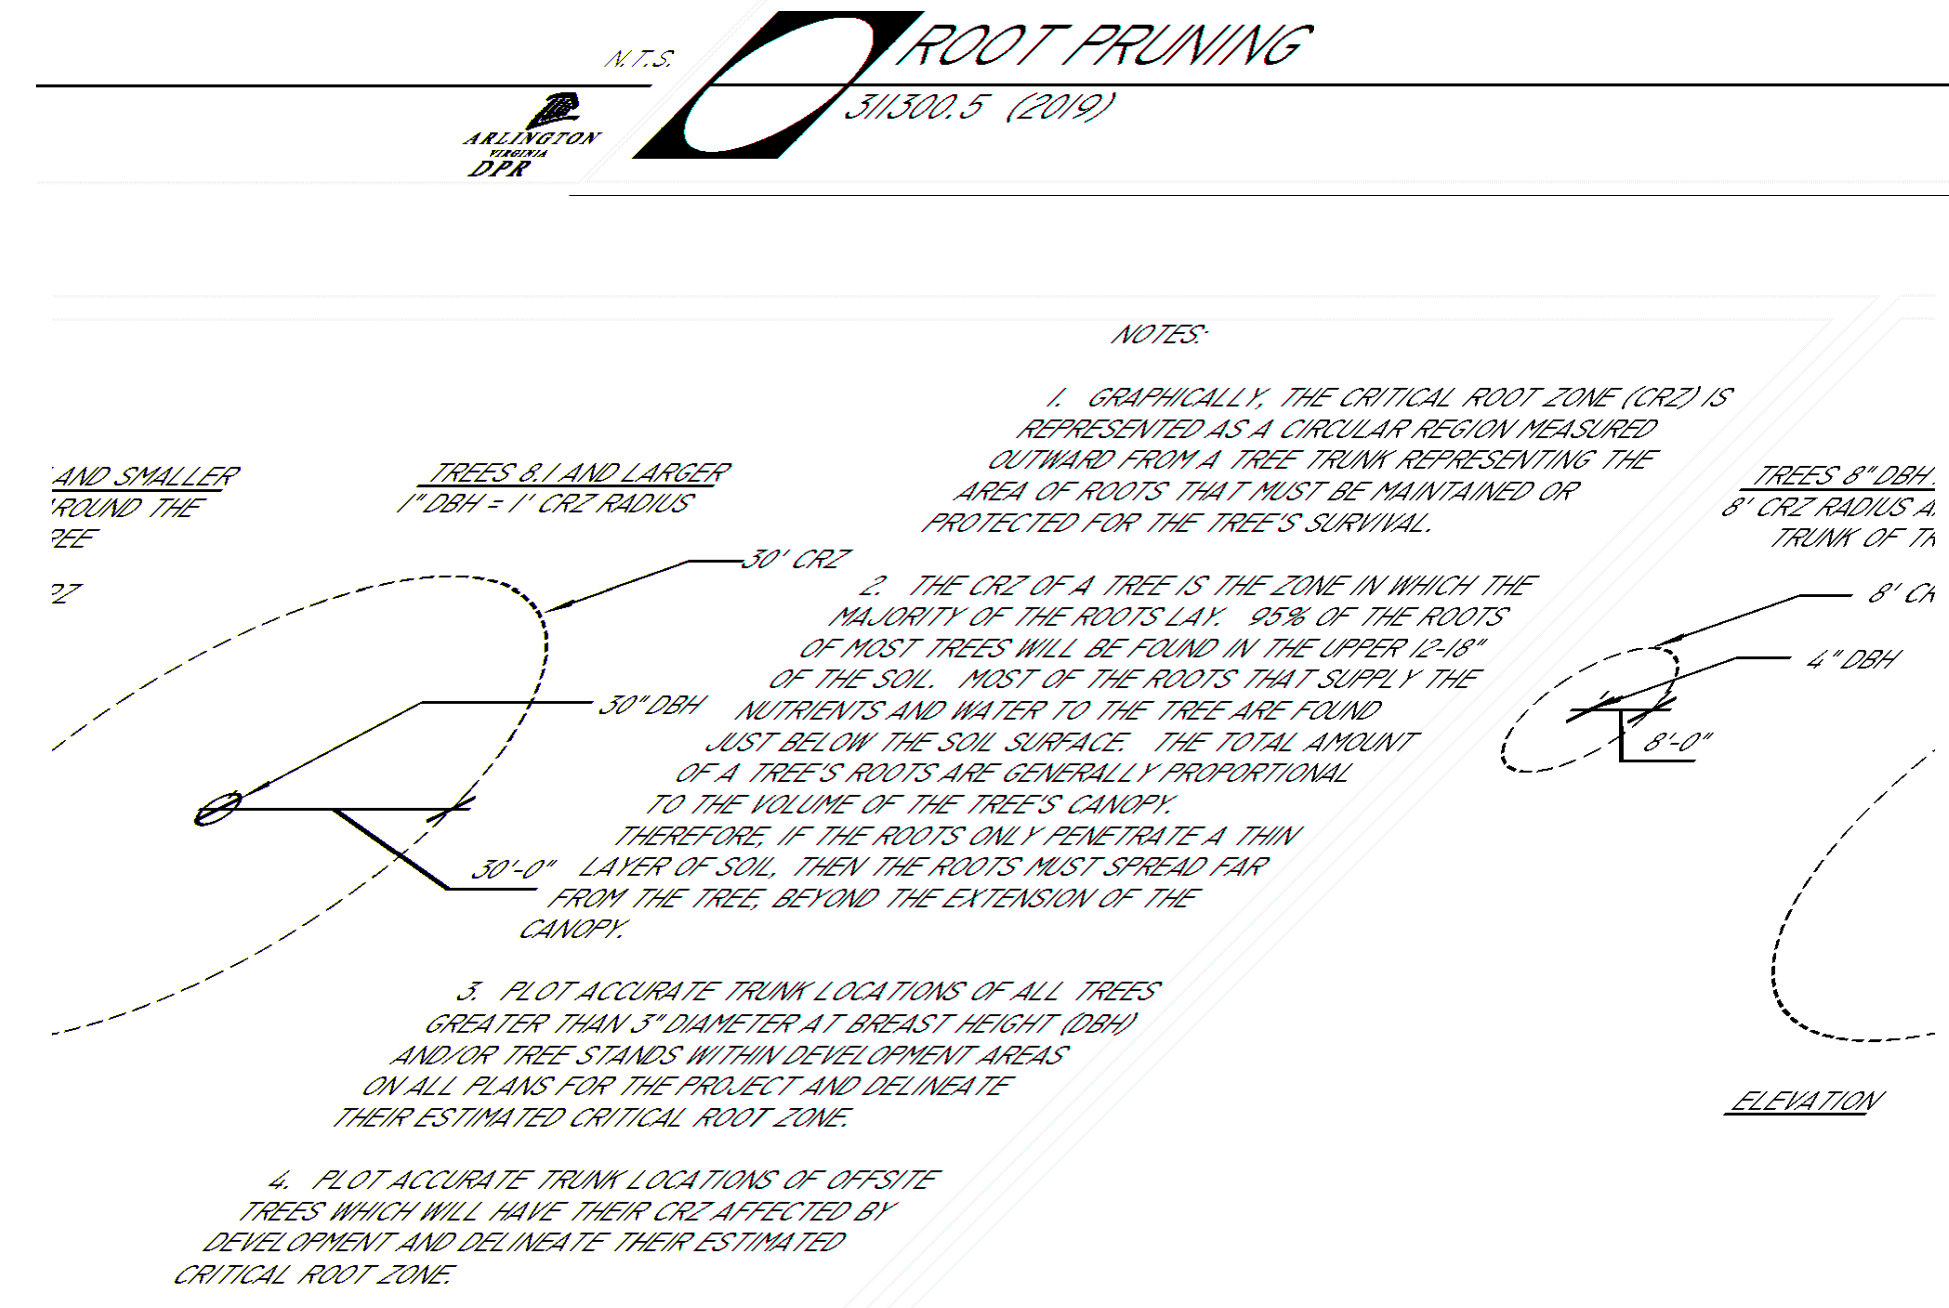 N.T.S.
ROOT PRUNING
311300.5 (2019)
ARLINGTON
VIRGINIA
DPR
AND SMALLER
AROUND THE
TREE
TREES 8.1 AND LARGER
1" DBH = 1' CRZ RADIUS
30' CRZ
30" DBH
30'-0"
NOTES:
1. GRAPHICALLY, THE CRITICAL ROOT ZONE (CRZ) IS
REPRESENTED AS A CIRCULAR REGION MEASURED
OUTWARD FROM A TREE TRUNK REPRESENTING THE
AREA OF ROOTS THAT MUST BE MAINTAINED OR
PROTECTED FOR THE TREE'S SURVIVAL.
2. THE CRZ OF A TREE IS THE ZONE IN WHICH THE
MAJORITY OF THE ROOTS LAY. 95% OF THE ROOTS
OF MOST TREES WILL BE FOUND IN THE UPPER 12-18"
OF THE SOIL. MOST OF THE ROOTS THAT SUPPLY THE
NUTRIENTS AND WATER TO THE TREE ARE FOUND
JUST BELOW THE SOIL SURFACE. THE TOTAL AMOUNT
OF A TREE'S ROOTS ARE GENERALLY PROPORTIONAL
TO THE VOLUME OF THE TREE'S CANOPY.
THEREFORE, IF THE ROOTS ONLY PENETRATE A THIN
LAYER OF SOIL, THEN THE ROOTS MUST SPREAD FAR
FROM THE TREE, BEYOND THE EXTENSION OF THE
CANOPY.
3. PLOT ACCURATE TRUNK LOCATIONS OF ALL TREES
GREATER THAN 3" DIAMETER AT BREAST HEIGHT (DBH)
AND/OR TREE STANDS WITHIN DEVELOPMENT AREAS
ON ALL PLANS FOR THE PROJECT AND DELINEATE
THEIR ESTIMATED CRITICAL ROOT ZONE.
4. PLOT ACCURATE TRUNK LOCATIONS OF OFFSITE
TREES WHICH WILL HAVE THEIR CRZ AFFECTED BY
DEVELOPMENT AND DELINEATE THEIR ESTIMATED
CRITICAL ROOT ZONE.
TREES 8" DBH
8' CRZ RADIUS
TRUNK OF
8'
4" DBH
8'-0"
ELEVATION